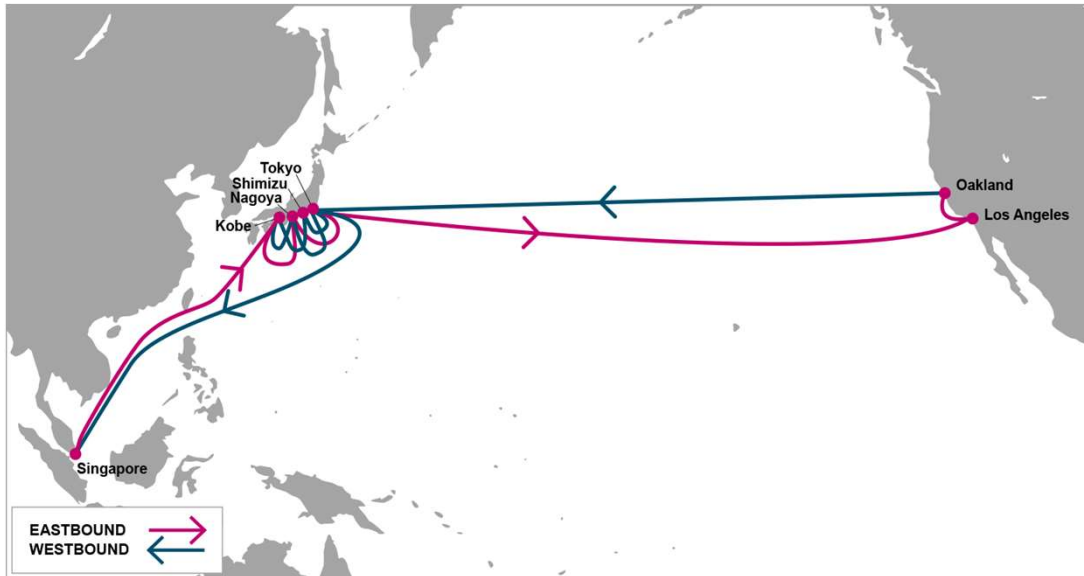 Tokyo
Shimizu
Nagoya
Kobe
Oakland
Los Angeles
Singapore
EASTBOUND
WESTBOUND